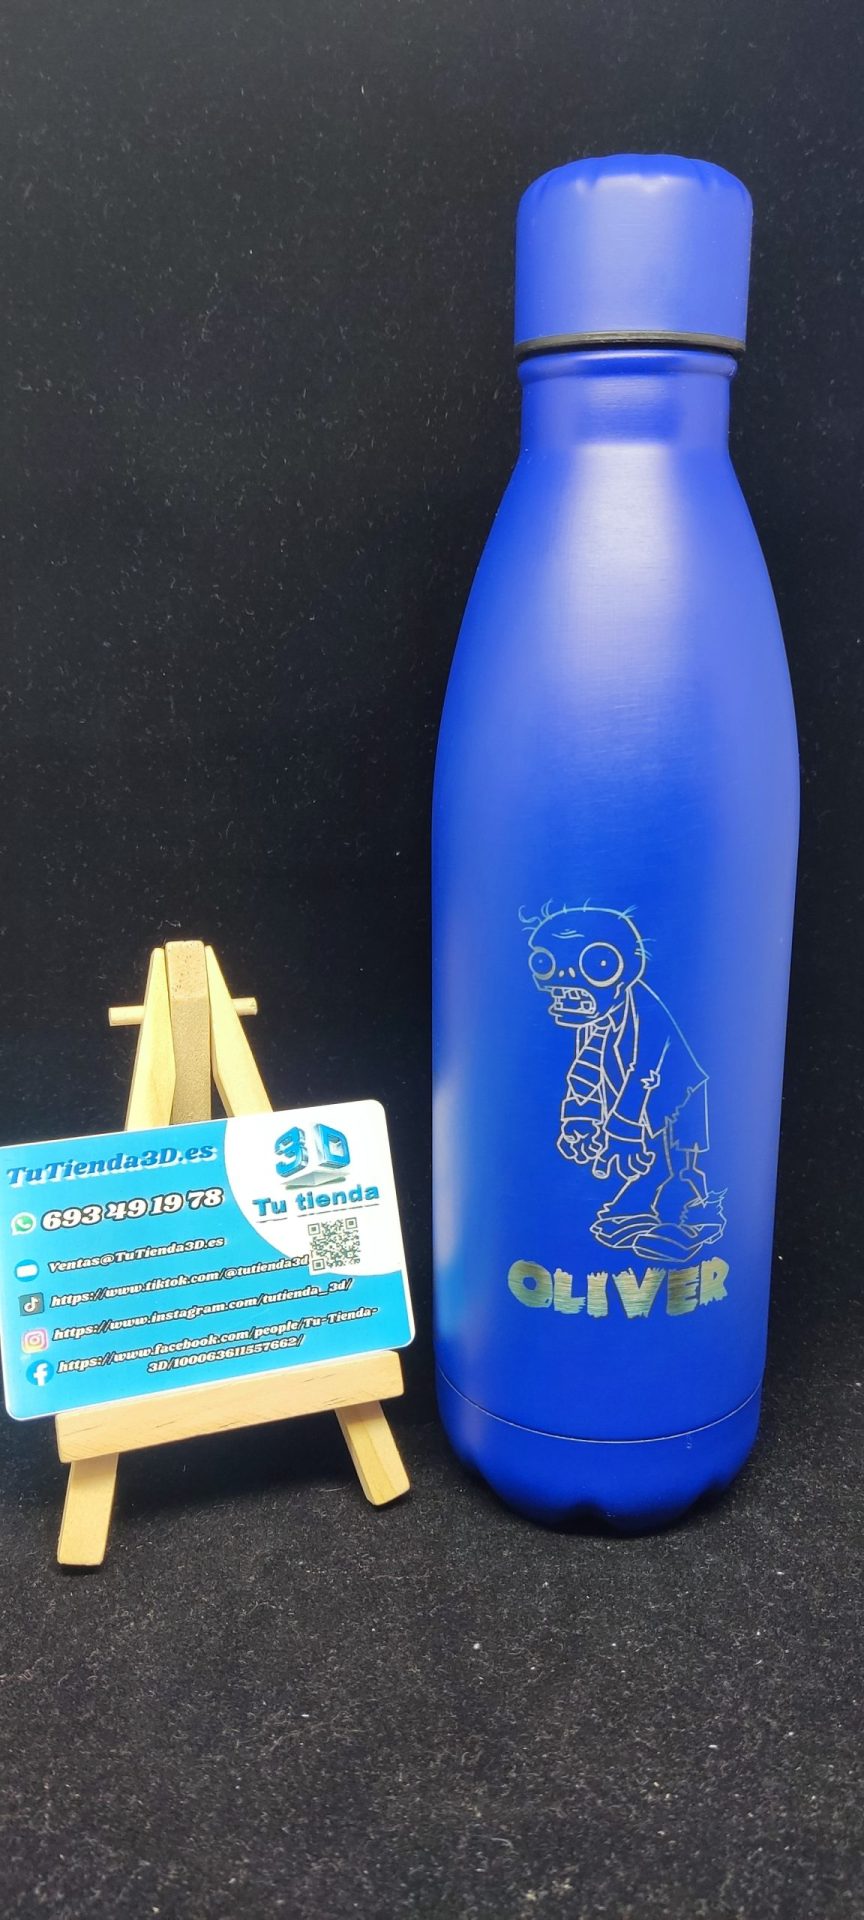 TuTienda3D.es
693 49 19 78
Ventas@TuTienda3D.es
https://www.tiktok.com/@tutienda3d
https://www.instagram.com/tutienda_3d/
https://www.facebook.com/people/Tu-Tienda-
3D/100063611557662/
3D
Tu tienda
OLIVER